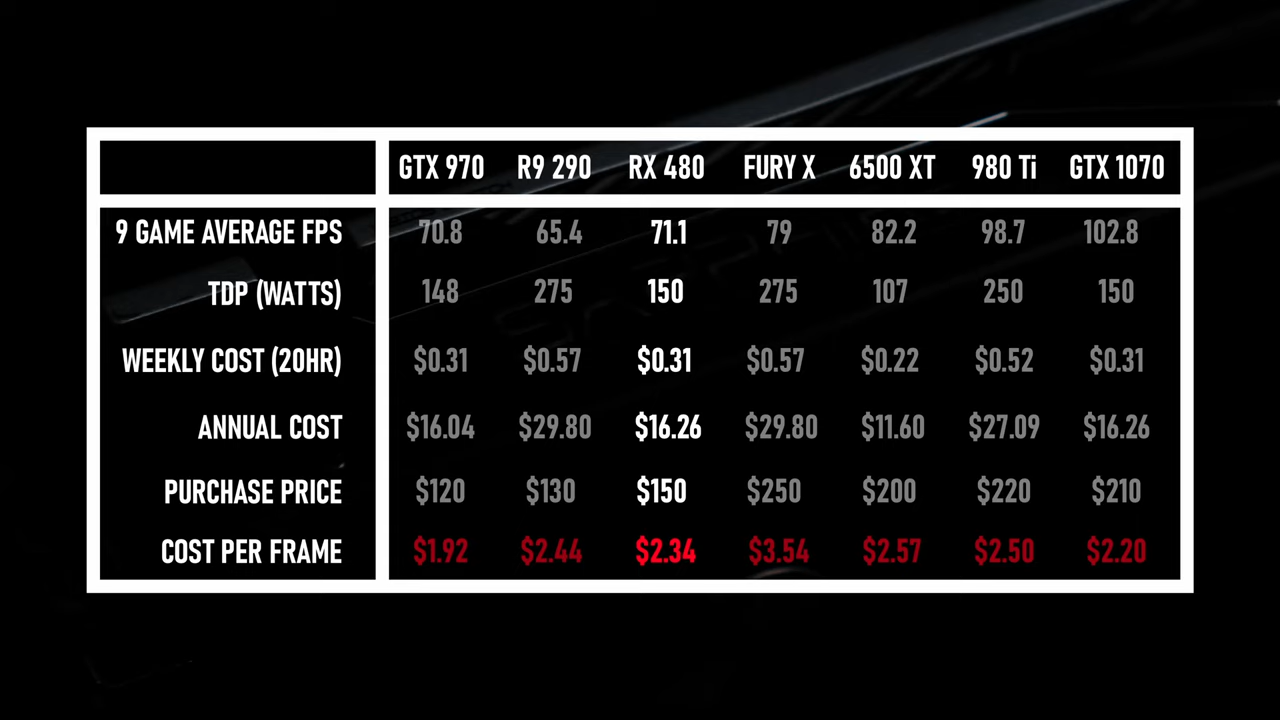 GTX 970 R9 290 RX 480 FURY X 6500 XT 980 Ti GTX 1070
9 GAME AVERAGE FPS 70.8 65.4 71.1 79 82.2 98.7 102.8
TDP (WATTS) 148 275 150 275 107 250 150
WEEKLY COST (20HR) $0.31 $0.57 $0.31 $0.57 $0.22 $0.52 $0.31
ANNUAL COST $16.04 $29.80 $16.26 $29.80 $11.60 $27.09 $16.26
PURCHASE PRICE $120 $130 $150 $250 $200 $220 $210
COST PER FRAME $1.92 $2.44 $2.34 $3.54 $2.57 $2.50 $2.20